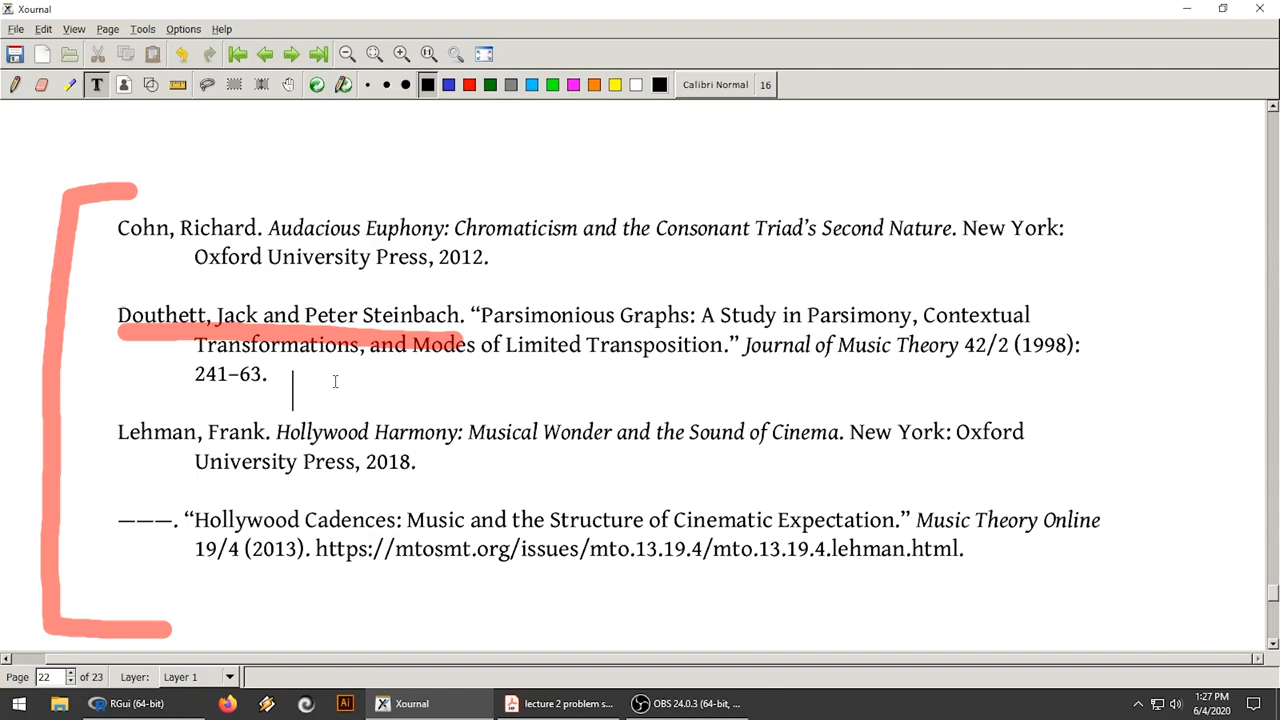 Xournal
File Edit View Page Tools Options Help
T Calibri Normal 16
Cohn, Richard. Audacious Euphony: Chromaticism and the Consonant Triad’s Second Nature. New York:
Oxford University Press, 2012.
Douthett, Jack and Peter Steinbach. “Parsimonious Graphs: A Study in Parsimony, Contextual
Transformations, and Modes of Limited Transposition.” Journal of Music Theory 42/2 (1998):
241–63.
Lehman, Frank. Hollywood Harmony: Musical Wonder and the Sound of Cinema. New York: Oxford
University Press, 2018.
———. “Hollywood Cadences: Music and the Structure of Cinematic Expectation.” Music Theory Online
19/4 (2013). https://mtosmt.org/issues/mto.13.19.4/mto.13.19.4.lehman.html.
Page 22 of 23 Layer: Layer 1
RGui (64-bit) Ai Xournal lecture 2 problem s... OBS 24.0.3 (64-bit, ... 1:27 PM
6/4/2020